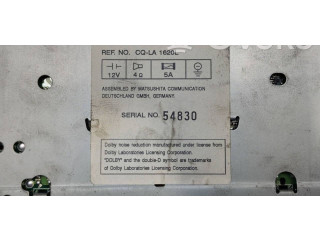 REF. NO. CQ-LA 1620L
12V 4Ω 5A
ASSEMBLED BY MATSUSHITA COMMUNICATION
DEUTSCHLAND GMBH, GERMANY.
SERIAL NO. 54830
Dolby noise reduction manufactured under license from
Dolby Laboratories Licensing Corporation.
"DOLBY" and the double-D symbol are trademarks
of Dolby Laboratories Licensing Corporation.